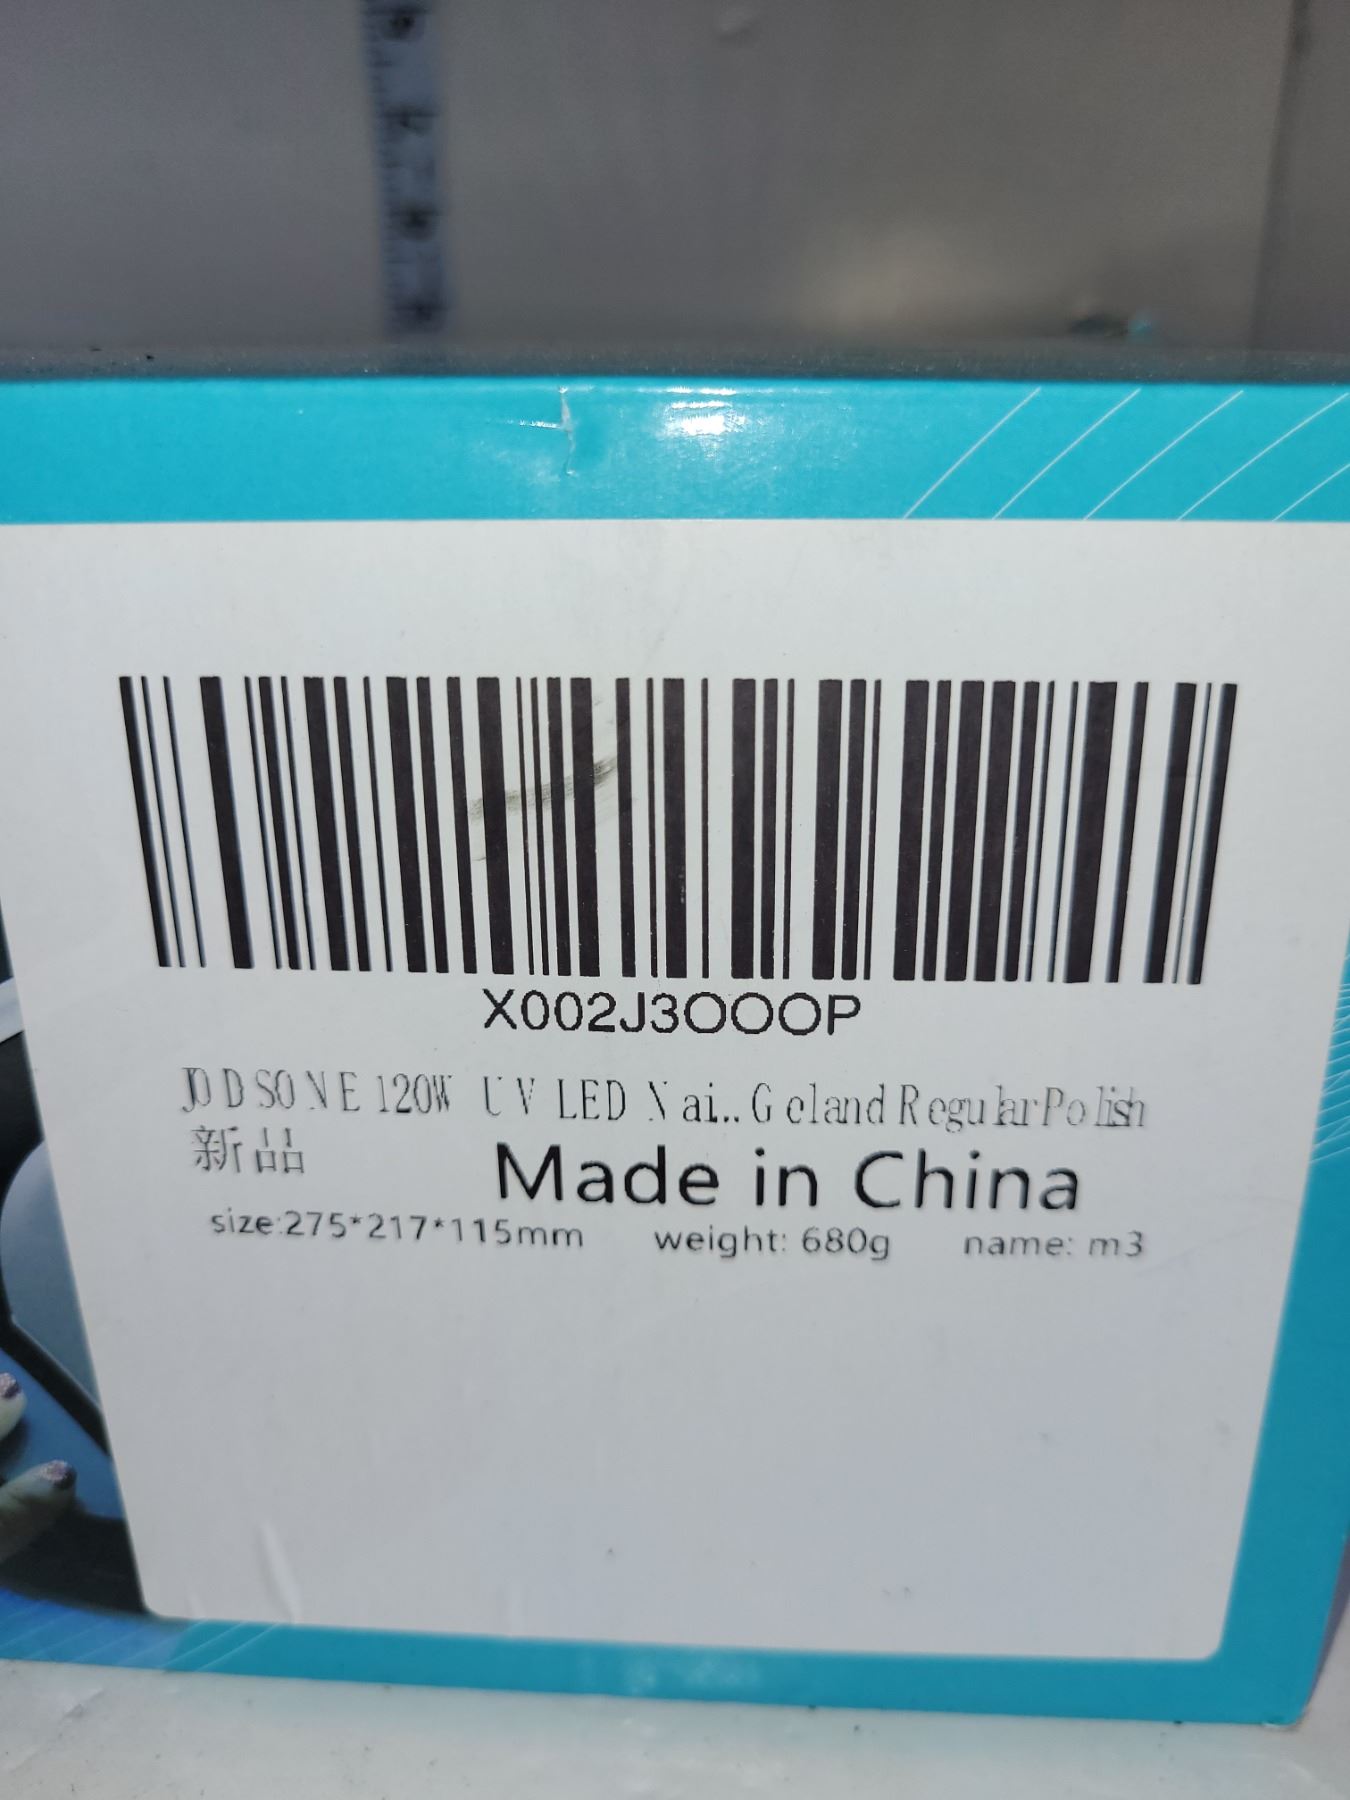 X002J3OOOP
JODSONE 120W UV LED Nai.. Geland Regular Polish
新品
Made in China
size:275*217*115mm weight: 680g name: m3